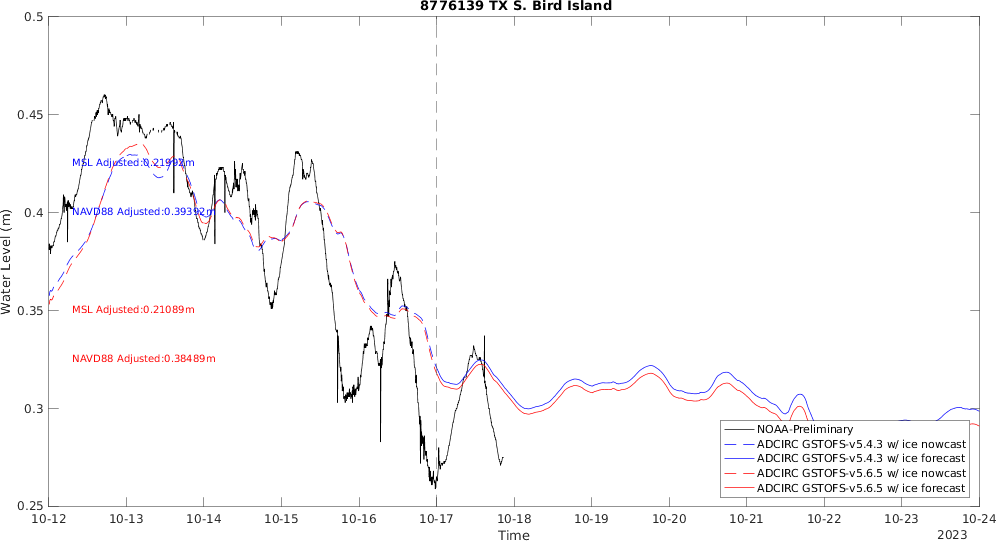 8776139 TX S. Bird Island
0.5
0.45
0.4
0.35
0.3
0.25
Water Level (m)
MSL Adjusted:0.21992m
NAVD88 Adjusted:0.39392m
MSL Adjusted:0.21089m
NAVD88 Adjusted:0.38489m
NOAA-Preliminary
ADCIRC GSTOFS-v5.4.3 w/ ice nowcast
ADCIRC GSTOFS-v5.4.3 w/ ice forecast
ADCIRC GSTOFS-v5.6.5 w/ ice nowcast
ADCIRC GSTOFS-v5.6.5 w/ ice forecast
10-12 10-13 10-14 10-15 10-16 10-17 10-18 10-19 10-20 10-21 10-22 10-23 10-24
Time
2023